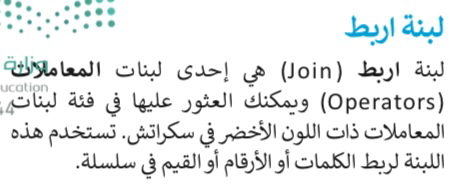 لبنة اربط
لبنة اربط (Join) هي إحدى لبنات المعاملات
(Operators) ويمكنك العثور عليها في فئة لبنات
المعاملات ذات اللون الأخضر في سكراتش. تستخدم هذه
اللبنة لربط الكلمات أو الأرقام أو القيم في سلسلة.